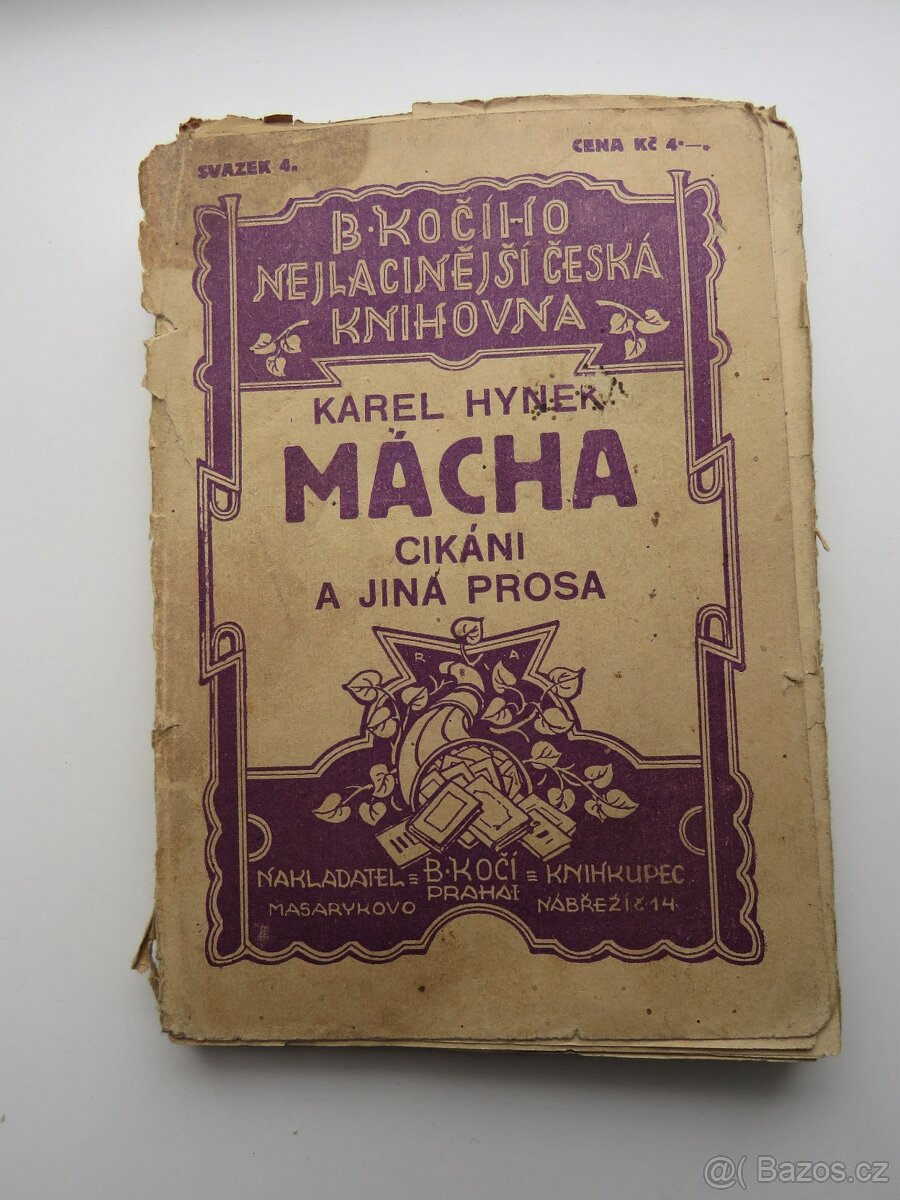 SVAZEK 4.
CENA KČ 4·—.
B·KOČÍHO
NEJLACINĚJŠÍ ČESKÁ
KNIHOVNA
KAREL HYNEK
MÁCHA
CIKÁNI
A JINÁ PROSA
R. A.
NAKLADATEL = B·KOČÍ = KNIHKUPEC
PRAHA I
MASARYKOVO NÁBŘEŽÍ Č·14·
@( Bazos.cz